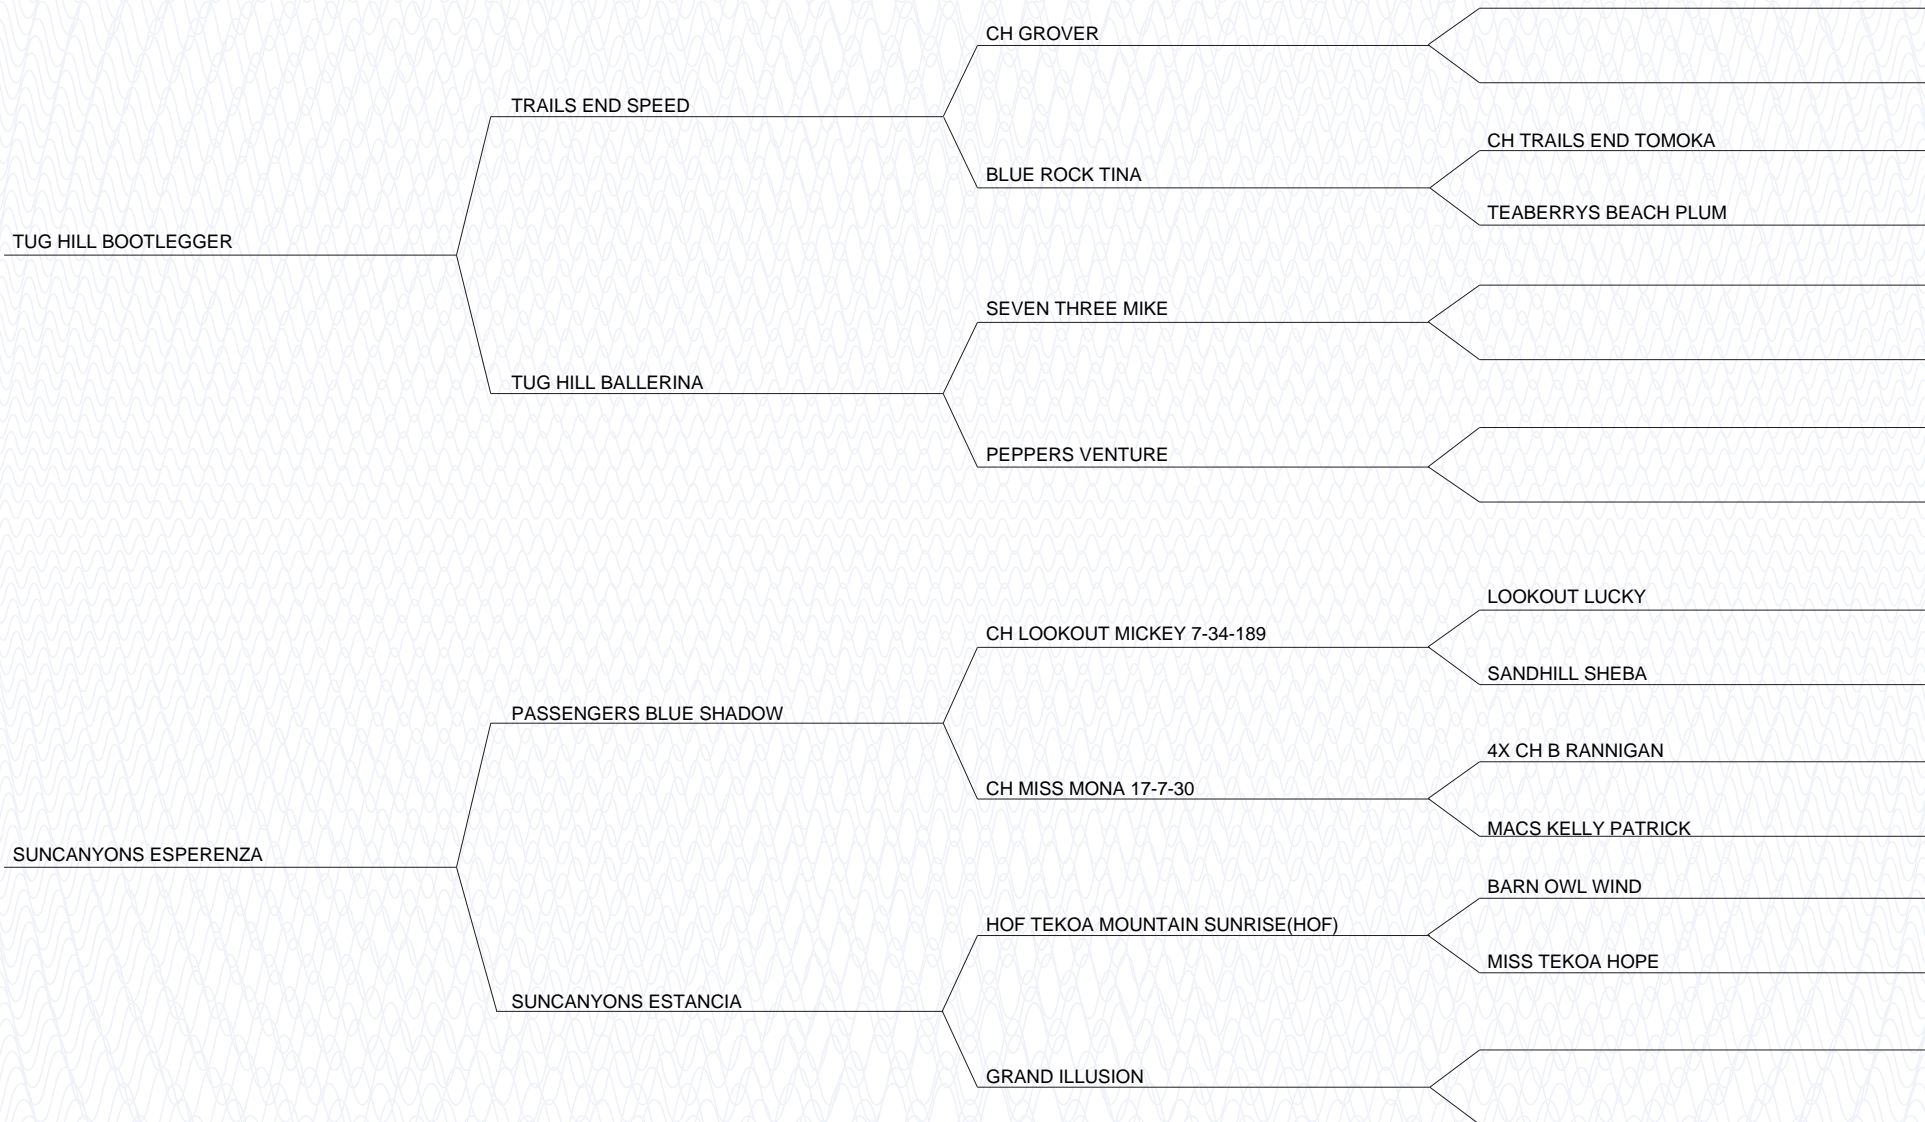 CH GROVER
TRAILS END SPEED
CH TRAILS END TOMOKA
BLUE ROCK TINA
TEABERRYS BEACH PLUM
TUG HILL BOOTLEGGER
SEVEN THREE MIKE
TUG HILL BALLERINA
PEPPERS VENTURE
LOOKOUT LUCKY
CH LOOKOUT MICKEY 7-34-189
SANDHILL SHEBA
PASSENGERS BLUE SHADOW
4X CH B RANNIGAN
CH MISS MONA 17-7-30
MACS KELLY PATRICK
SUNCANYONS ESPERENZA
BARN OWL WIND
HOF TEKOA MOUNTAIN SUNRISE(HOF)
MISS TEKOA HOPE
SUNCANYONS ESTANCIA
GRAND ILLUSION